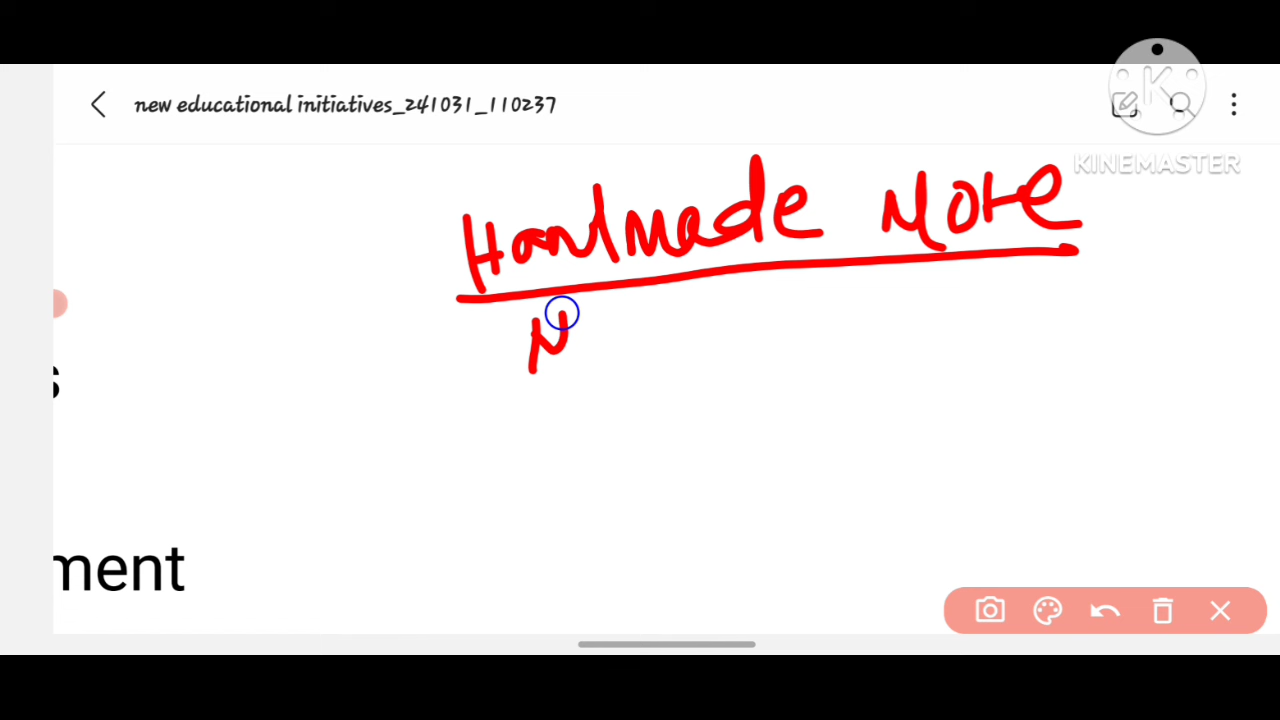 new educational initiatives_241031_110237
KINEMASTER
Handmade Note
N
s
ment